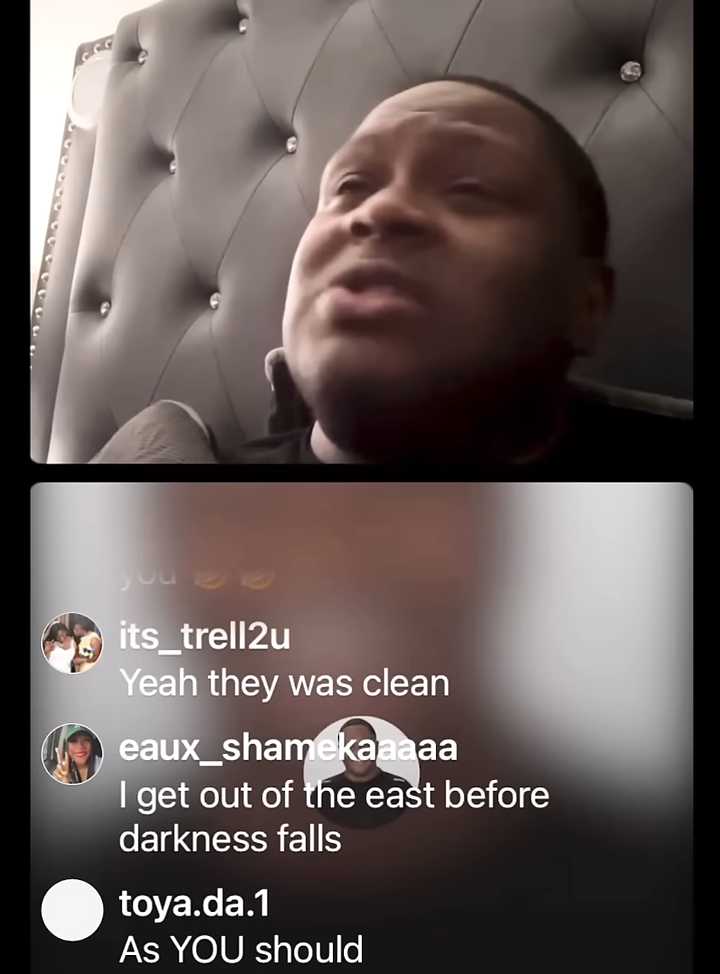 you 🤣🤣
its_trell2u
Yeah they was clean
eaux_shamekaaaaa
I get out of the east before
darkness falls
toya.da.1
As YOU should